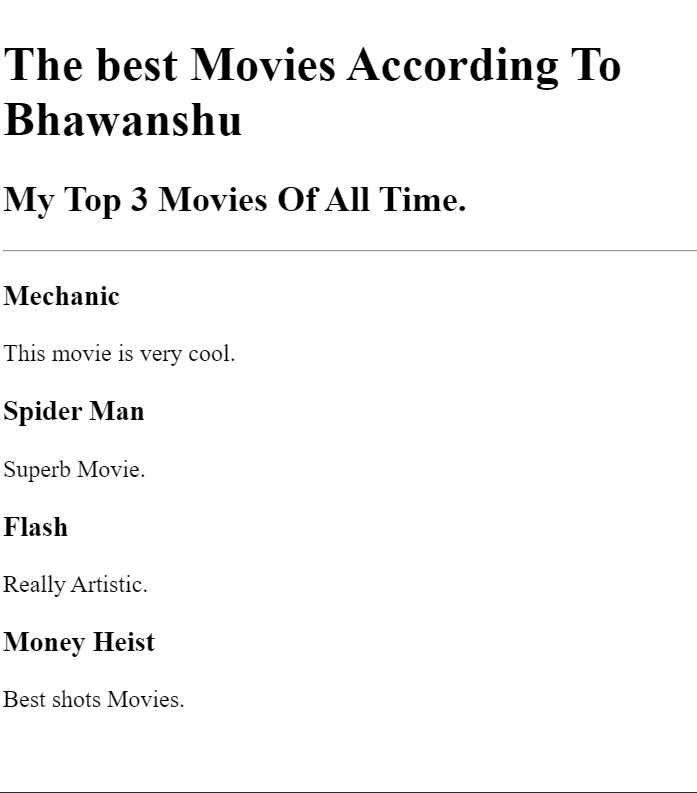 The best Movies According To
Bhawanshu
My Top 3 Movies Of All Time.
Mechanic
This movie is very cool.
Spider Man
Superb Movie.
Flash
Really Artistic.
Money Heist
Best shots Movies.